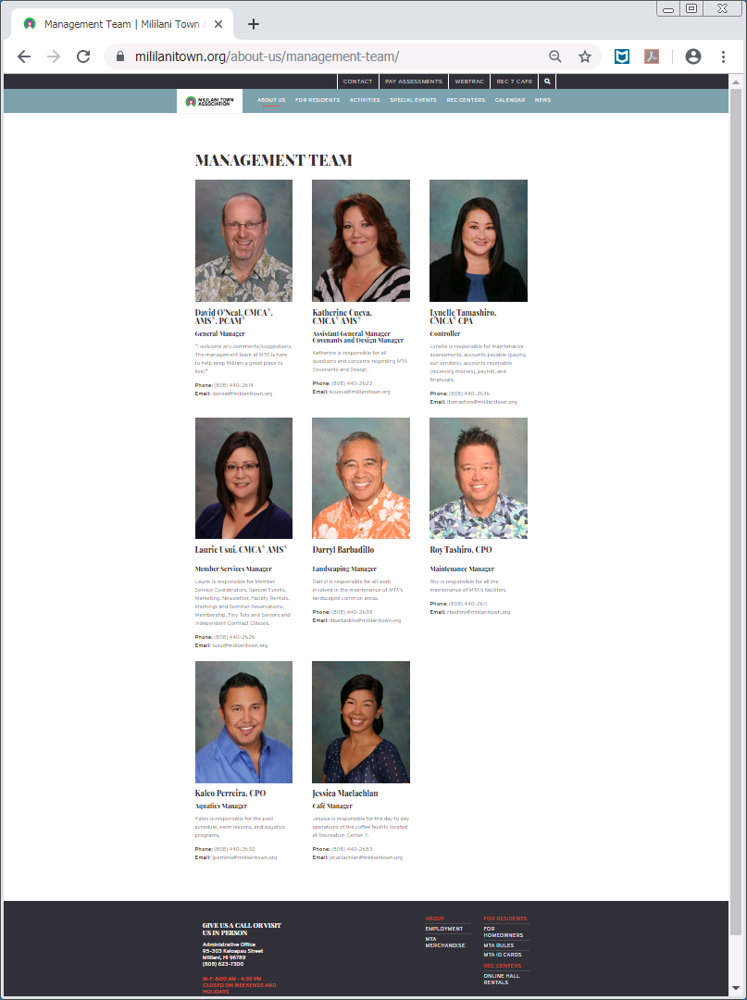 Management Team | Mililani Town
mililanitown.org/about-us/management-team/
CONTACT
PAY ASSESSMENTS
WEBTRAC
REC 7 CAFE
MILILANI TOWN
ASSOCIATION
ABOUT US
FOR RESIDENTS
ACTIVITIES
SPECIAL EVENTS
REC CENTERS
CALENDAR
NEWS
MANAGEMENT TEAM
David O'Neal, CMCA®,
AMS®, PCAM®
General Manager
"I welcome any comments/suggestions.
The management team at MTA is here
to help keep Mililani a great place to
live!"
Phone: (808) 440-2614
Email: doneal@mililanitown.org
Katherine Cueva,
CMCA® AMS®
Assistant General Manager
Covenants and Design Manager
Katherine is responsible for all
questions and concerns regarding MTA
Covenants and Design.
Phone: (808) 440-2622
Email: kcueva@mililanitown.org
Lynelle Tamashiro,
CMCA® CPA
Controller
Lynelle is responsible for maintenance
assessments, accounts payable (paying
our vendors), accounts receivable
(receiving monies), payroll, and
financials.
Phone: (808) 440-2636
Email: ltamashiro@mililanitown.org
Laurie Usui, CMCA® AMS®
Member Services Manager
Laurie is responsible for Member
Service Coordinators, Special Events,
Marketing, Newsletter, Facility Rentals,
Meetings and Seminar Reservations,
Membership, Tiny Tots and Seniors and
Independent Contract Classes.
Phone: (808) 440-2626
Email: lusui@mililanitown.org
Darryl Barbadillo
Landscaping Manager
Darryl is responsible for all work
involved in the maintenance of MTA's
landscaped common areas.
Phone: (808) 440-2638
Email: dbarbadillo@mililanitown.org
Roy Tashiro, CPO
Maintenance Manager
Roy is responsible for all the
maintenance of MTA's facilities.
Phone: (808) 440-2611
Email: rtashiro@mililanitown.org
Kaleo Perreira, CPO
Aquatics Manager
Kaleo is responsible for the pool
schedule, swim lessons, and aquatics
programs.
Phone: (808) 440-2632
Email: jperreira@mililanitown.org
Jessica Maclachlan
Café Manager
Jessica is responsible for the day to day
operations of the coffee facility located
at Recreation Center 7.
Phone: (808) 440-2653
Email: jmaclachlan@mililanitown.org
GIVE US A CALL OR VISIT
US IN PERSON
Administrative Office
95-303 Kaloapau Street
Mililani, HI 96789
(808) 623-7300
M-F: 8:00 AM - 4:30 PM
CLOSED ON WEEKENDS AND
HOLIDAYS
ABOUT
EMPLOYMENT
MTA
MERCHANDISE
FOR RESIDENTS
FOR
HOMEOWNERS
MTA RULES
MTA ID CARDS
REC CENTERS
ONLINE HALL
RENTALS